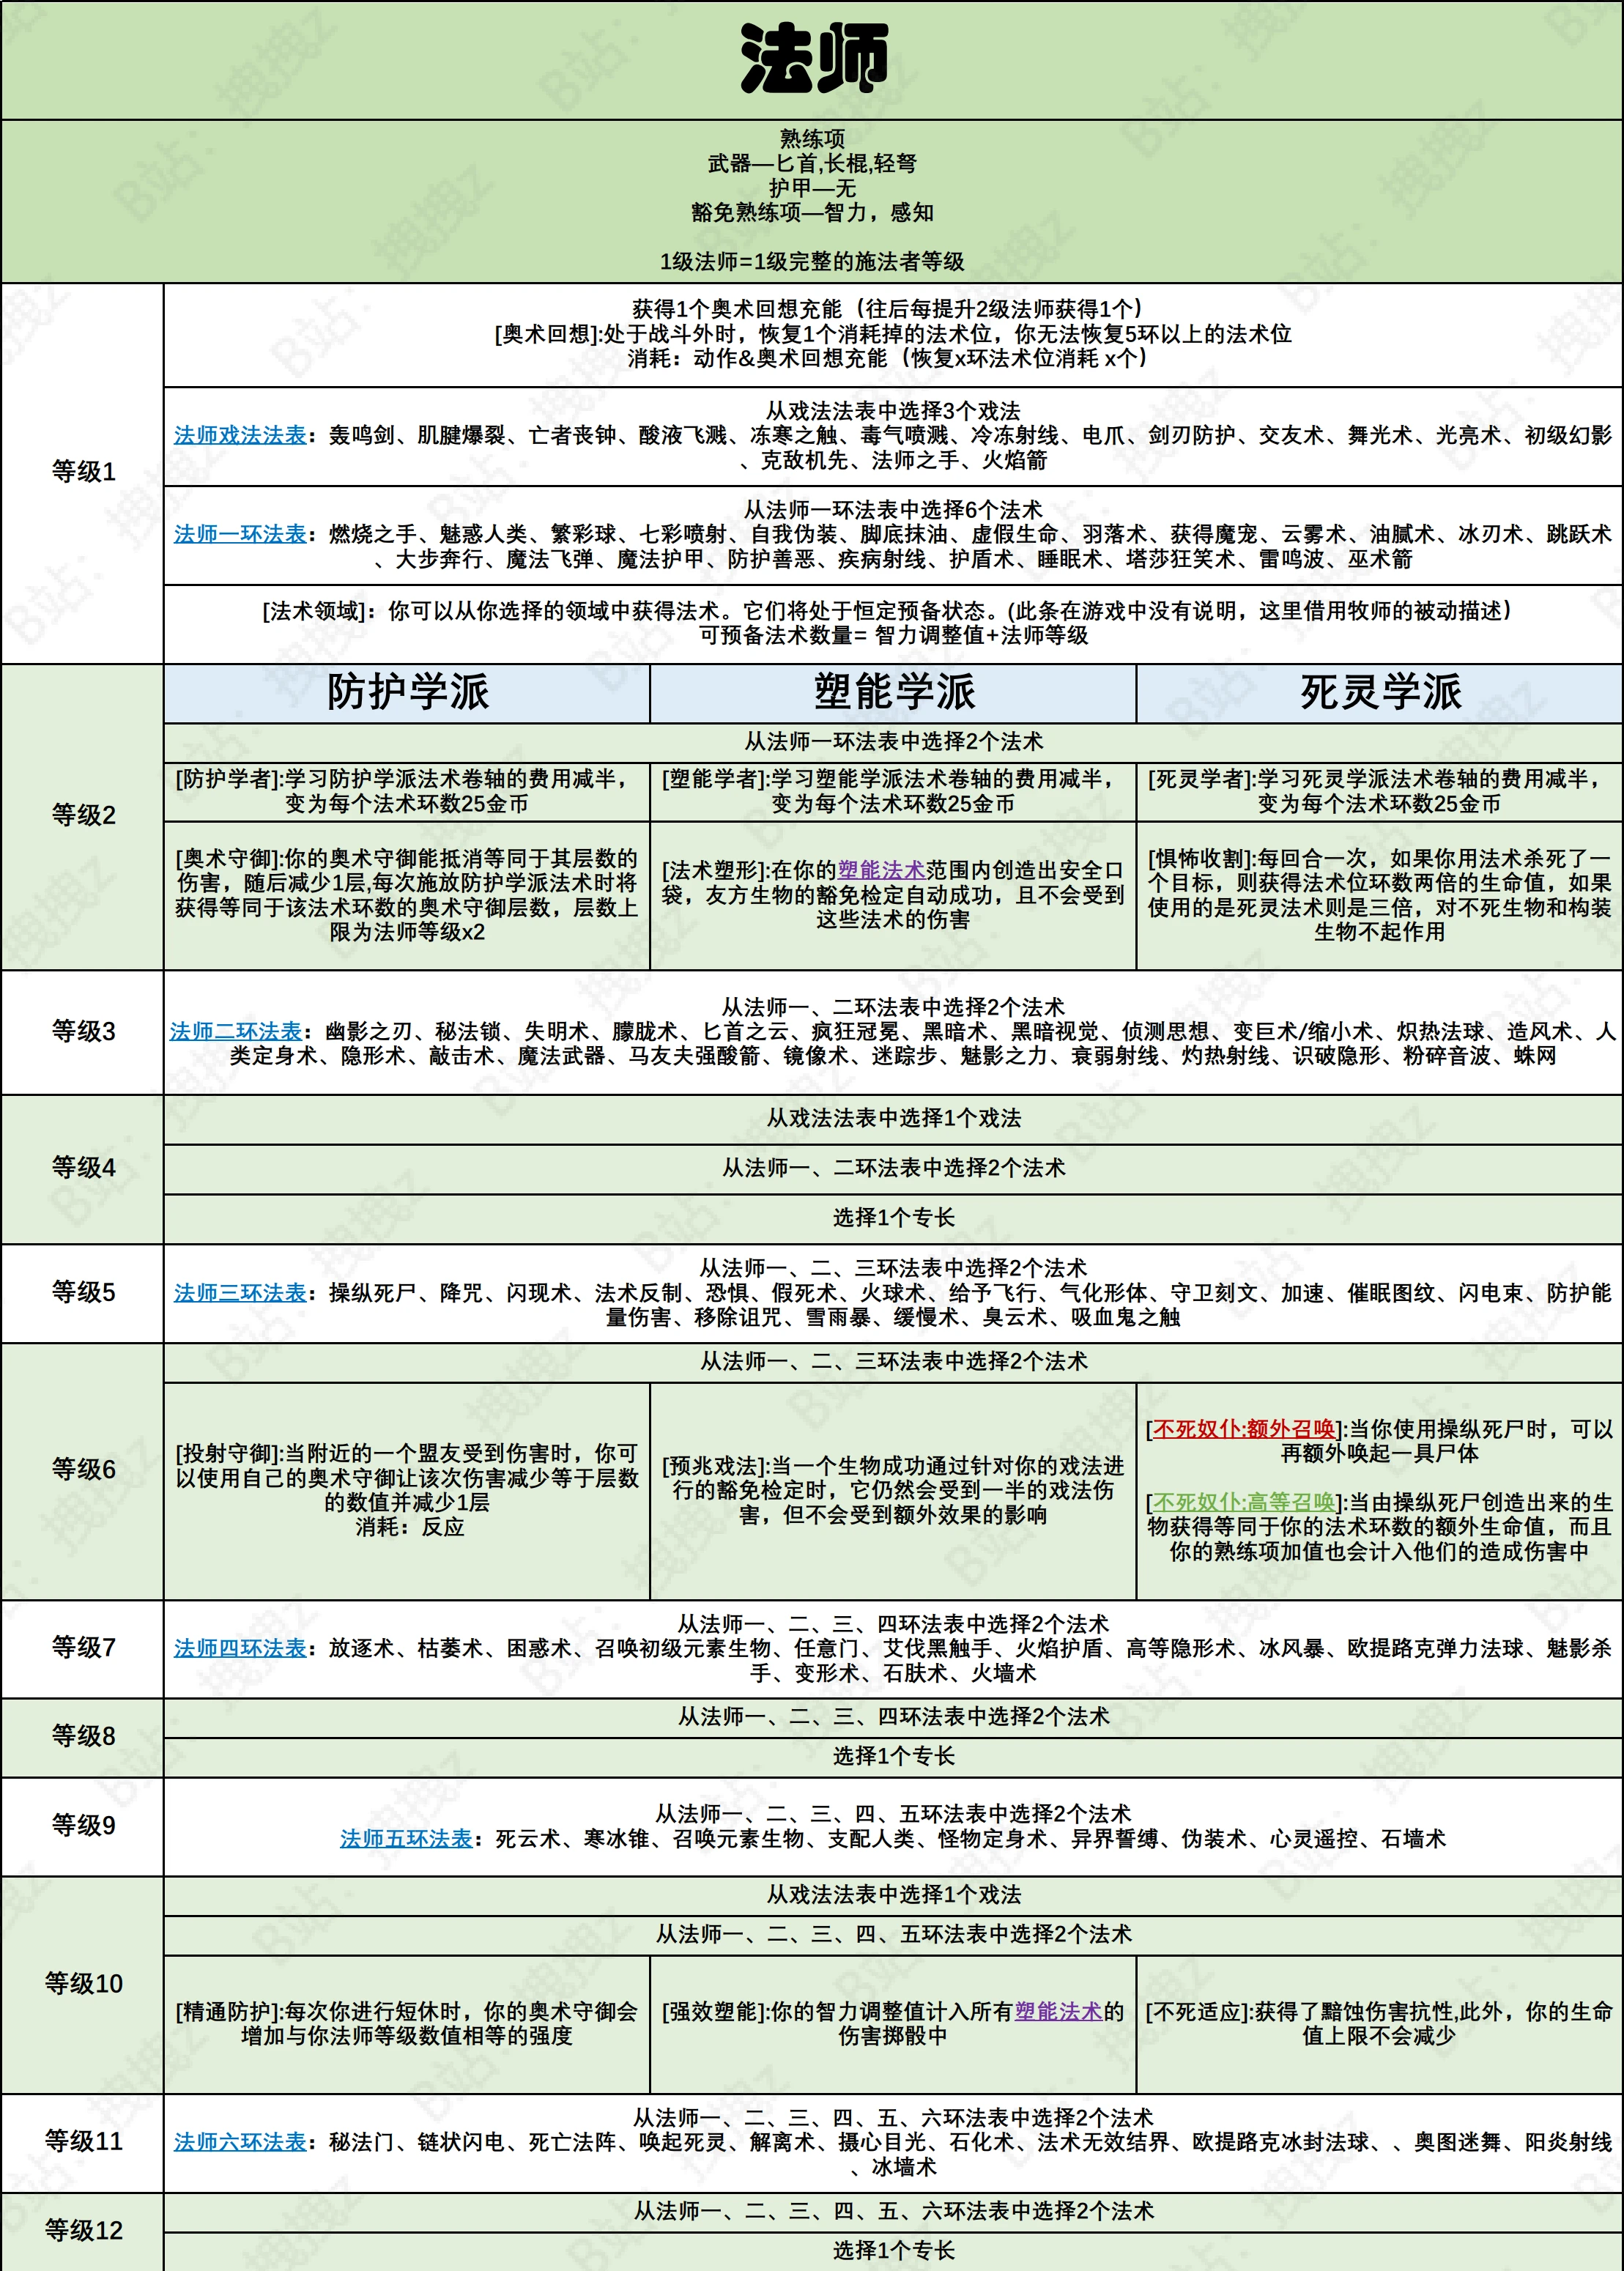 法师
熟练项
武器—匕首,长棍,轻弩
护甲—无
豁免熟练项—智力，感知
1级法师=1级完整的施法者等级
等级1
获得1个奥术回想充能（往后每提升2级法师获得1个）
[奥术回想]:处于战斗外时，恢复1个消耗掉的法术位，你无法恢复5环以上的法术位
消耗：动作&奥术回想充能（恢复x环法术位消耗 x个）
从戏法法表中选择3个戏法
法师戏法法表：轰鸣剑、肌腱爆裂、亡者丧钟、酸液飞溅、冻寒之触、毒气喷溅、冷冻射线、电爪、剑刃防护、交友术、舞光术、光亮术、初级幻影
、克敌机先、法师之手、火焰箭
从法师一环法表中选择6个法术
法师一环法表：燃烧之手、魅惑人类、繁彩球、七彩喷射、自我伪装、脚底抹油、虚假生命、羽落术、获得魔宠、云雾术、油腻术、冰刃术、跳跃术
、大步奔行、魔法飞弹、魔法护甲、防护善恶、疾病射线、护盾术、睡眠术、塔莎狂笑术、雷鸣波、巫术箭
[法术领域]：你可以从你选择的领域中获得法术。它们将处于恒定预备状态。(此条在游戏中没有说明，这里借用牧师的被动描述)
可预备法术数量= 智力调整值+法师等级
等级2
防护学派
塑能学派
死灵学派
从法师一环法表中选择2个法术
[防护学者]:学习防护学派法术卷轴的费用减半，
变为每个法术环数25金币
[塑能学者]:学习塑能学派法术卷轴的费用减半，
变为每个法术环数25金币
[死灵学者]:学习死灵学派法术卷轴的费用减半，
变为每个法术环数25金币
[奥术守御]:你的奥术守御能抵消等同于其层数的
伤害，随后减少1层,每次施放防护学派法术时将
获得等同于该法术环数的奥术守御层数，层数上
限为法师等级x2
[法术塑形]:在你的塑能法术范围内创造出安全口
袋，友方生物的豁免检定自动成功，且不会受到
这些法术的伤害
[惧怖收割]:每回合一次，如果你用法术杀死了一
个目标，则获得法术位环数两倍的生命值，如果
使用的是死灵法术则是三倍，对不死生物和构装
生物不起作用
等级3
从法师一、二环法表中选择2个法术
法师二环法表：幽影之刃、秘法锁、失明术、朦胧术、匕首之云、疯狂冠冕、黑暗术、黑暗视觉、侦测思想、变巨术/缩小术、炽热法球、造风术、人
类定身术、隐形术、敲击术、魔法武器、马友夫强酸箭、镜像术、迷踪步、魅影之力、衰弱射线、灼热射线、识破隐形、粉碎音波、蛛网
等级4
从戏法法表中选择1个戏法
从法师一、二环法表中选择2个法术
选择1个专长
等级5
从法师一、二、三环法表中选择2个法术
法师三环法表：操纵死尸、降咒、闪现术、法术反制、恐惧、假死术、火球术、给予飞行、气化形体、守卫刻文、加速、催眠图纹、闪电束、防护能
量伤害、移除诅咒、雪雨暴、缓慢术、臭云术、吸血鬼之触
等级6
从法师一、二、三环法表中选择2个法术
[投射守御]:当附近的一个盟友受到伤害时，你可
以使用自己的奥术守御让该次伤害减少等于层数
的数值并减少1层
消耗：反应
[预兆戏法]:当一个生物成功通过针对你的戏法进
行的豁免检定时，它仍然会受到一半的戏法伤
害，但不会受到额外效果的影响
[不死奴仆:额外召唤]:当你使用操纵死尸时，可以
再额外唤起一具尸体
[不死奴仆:高等召唤]:当由操纵死尸创造出来的生
物获得等同于你的法术环数的额外生命值，而且
你的熟练项加值也会计入他们的造成伤害中
等级7
从法师一、二、三、四环法表中选择2个法术
法师四环法表：放逐术、枯萎术、困惑术、召唤初级元素生物、任意门、艾伐黑触手、火焰护盾、高等隐形术、冰风暴、欧提路克弹力法球、魅影杀
手、变形术、石肤术、火墙术
等级8
从法师一、二、三、四环法表中选择2个法术
选择1个专长
等级9
从法师一、二、三、四、五环法表中选择2个法术
法师五环法表：死云术、寒冰锥、召唤元素生物、支配人类、怪物定身术、异界誓缚、伪装术、心灵遥控、石墙术
等级10
从戏法法表中选择1个戏法
从法师一、二、三、四、五环法表中选择2个法术
[精通防护]:每次你进行短休时，你的奥术守御会
增加与你法师等级数值相等的强度
[强效塑能]:你的智力调整值计入所有塑能法术的
伤害掷骰中
[不死适应]:获得了黯蚀伤害抗性,此外，你的生命
值上限不会减少
等级11
从法师一、二、三、四、五、六环法表中选择2个法术
法师六环法表：秘法门、链状闪电、死亡法阵、唤起死灵、解离术、摄心目光、石化术、法术无效结界、欧提路克冰封法球、、奥图迷舞、阳炎射线
、冰墙术
等级12
从法师一、二、三、四、五、六环法表中选择2个法术
选择1个专长
B站：拽拽z